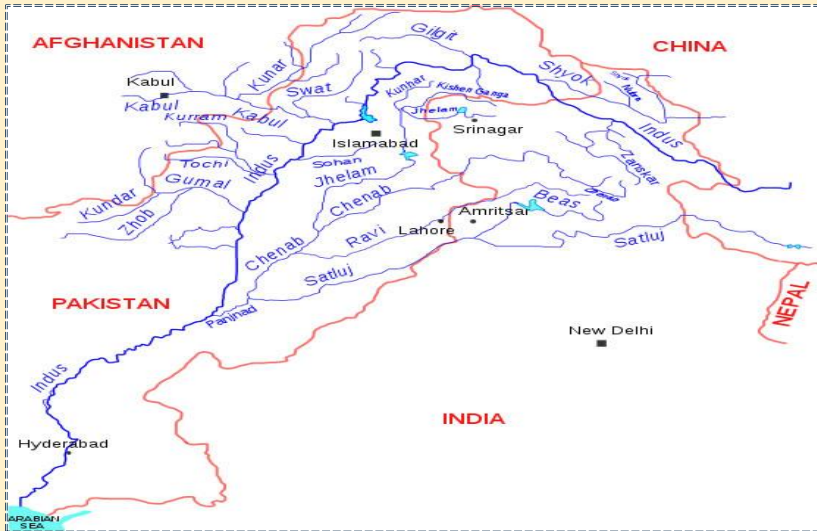 AFGHANISTAN
CHINA
Gilgit
Kabul
Kunar
Swat
Kunhar
Kishen Ganga
Shyok
Nubra
Kabul
Kurram
Kabul
Jhelam
Srinagar
Indus
Islamabad
Indus
Sohan
Zanskar
Tochi
Gumal
Jhelam
Kundar
Zhob
Chenab
Beas
Amritsar
Lahore
Ravi
Chenab
Satluj
Satluj
PAKISTAN
Panjnad
NEPAL
New Delhi
Indus
INDIA
Hyderabad
ARABIAN
SEA